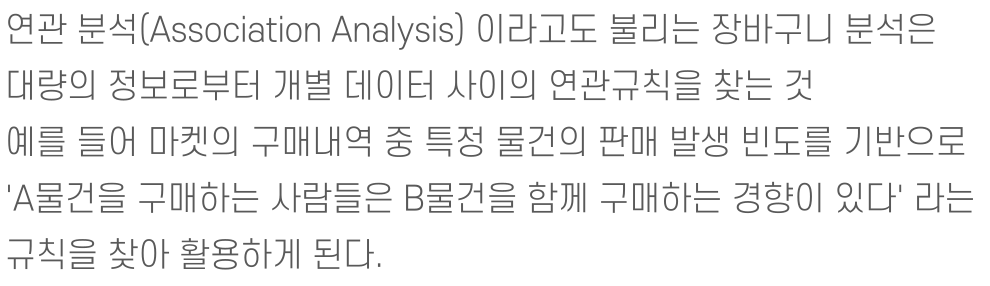 연관 분석(Association Analysis) 이라고도 불리는 장바구니 분석은
대량의 정보로부터 개별 데이터 사이의 연관규칙을 찾는 것
예를 들어 마켓의 구매내역 중 특정 물건의 판매 발생 빈도를 기반으로
'A물건을 구매하는 사람들은 B물건을 함께 구매하는 경향이 있다' 라는
규칙을 찾아 활용하게 된다.